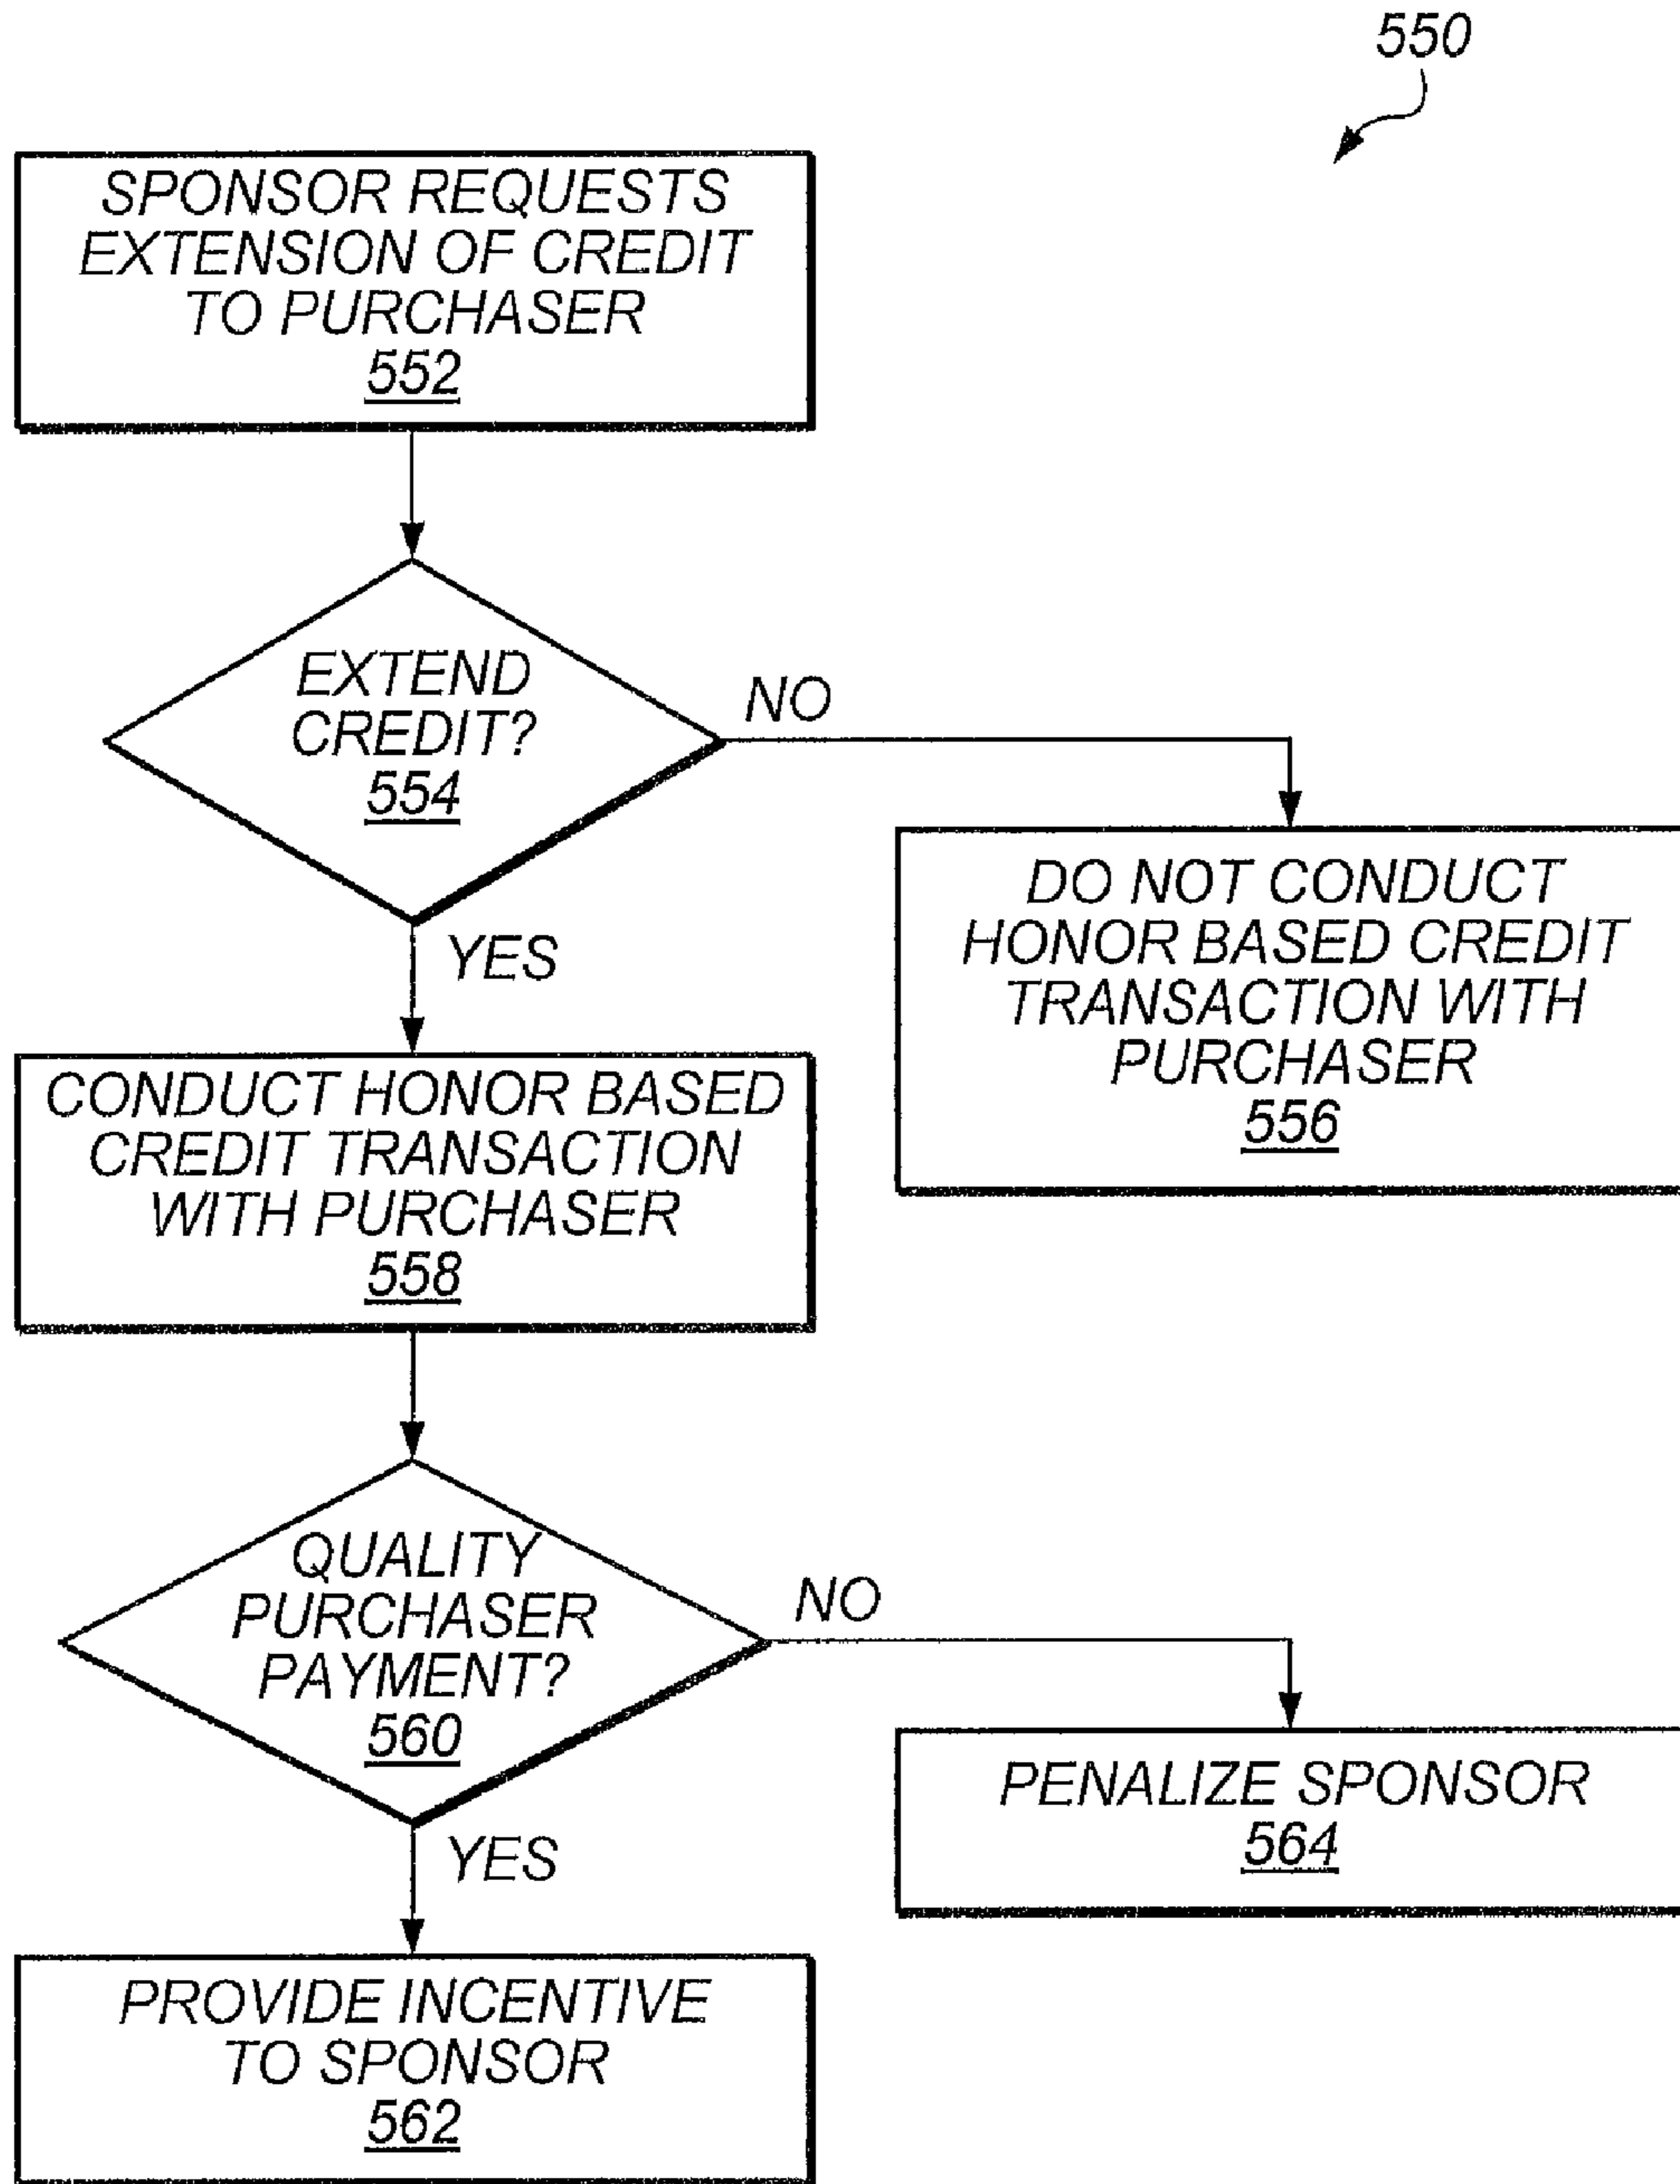 550
SPONSOR REQUESTS
EXTENSION OF CREDIT
TO PURCHASER
552
EXTEND
CREDIT?
554
NO
YES
DO NOT CONDUCT
HONOR BASED CREDIT
TRANSACTION WITH
PURCHASER
556
CONDUCT HONOR BASED
CREDIT TRANSACTION
WITH PURCHASER
558
QUALITY
PURCHASER
PAYMENT?
560
NO
YES
PENALIZE SPONSOR
564
PROVIDE INCENTIVE
TO SPONSOR
562